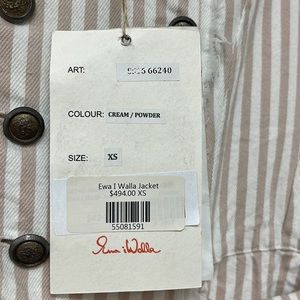 ART: 66240
COLOUR: CREAM / POWDER
SIZE: XS
Ewa I Walla Jacket
$494.00 XS
55081591
Ewa i Walla